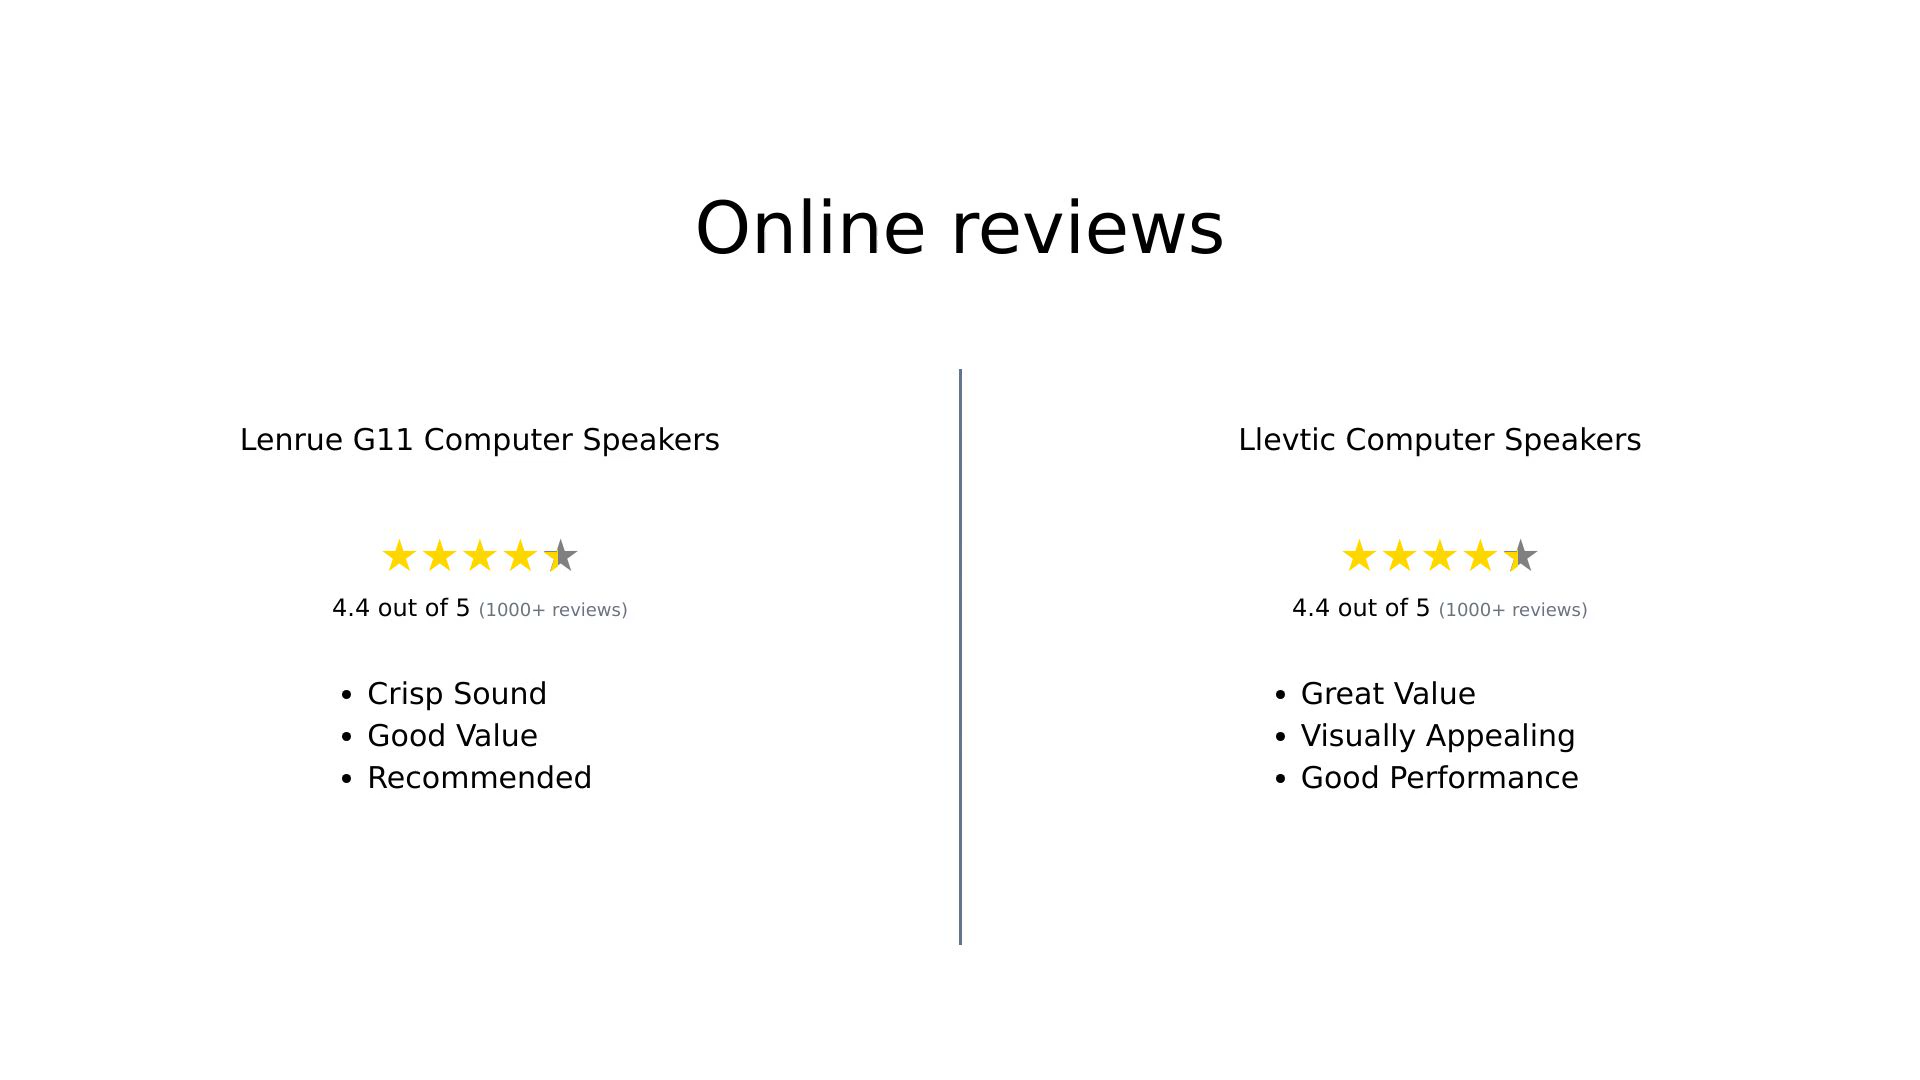 Online reviews
Lenrue G11 Computer Speakers
4.4 out of 5 (1000+ reviews)
• Crisp Sound
• Good Value
• Recommended
Llevtic Computer Speakers
4.4 out of 5 (1000+ reviews)
• Great Value
• Visually Appealing
• Good Performance